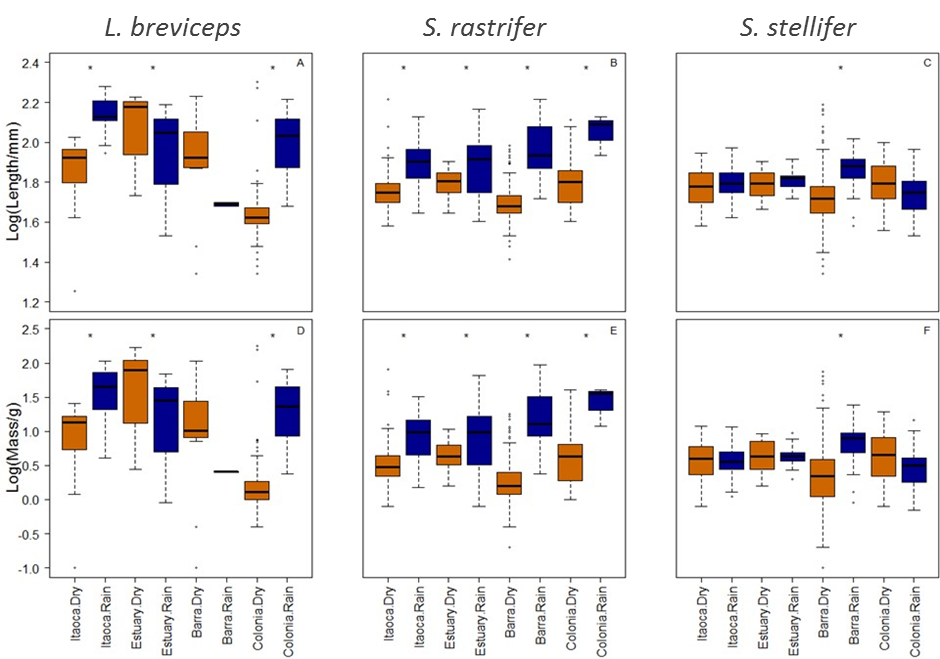 L. breviceps S. rastrifer S. stellifer
Log(Length/mm)
2.4
2.2
2.0
1.8
1.6
1.4
1.2
* * * A
* * * * B
* C
Log(Mass/g)
2.5
2.0
1.5
1.0
0.5
0.0
-0.5
-1.0
* * * D
* * * * E
* F
Itaoca.Dry
Itaoca.Rain
Estuary.Dry
Estuary.Rain
Barra.Dry
Barra.Rain
Colonia.Dry
Colonia.Rain
Itaoca.Dry
Itaoca.Rain
Estuary.Dry
Estuary.Rain
Barra.Dry
Barra.Rain
Colonia.Dry
Colonia.Rain
Itaoca.Dry
Itaoca.Rain
Estuary.Dry
Estuary.Rain
Barra.Dry
Barra.Rain
Colonia.Dry
Colonia.Rain